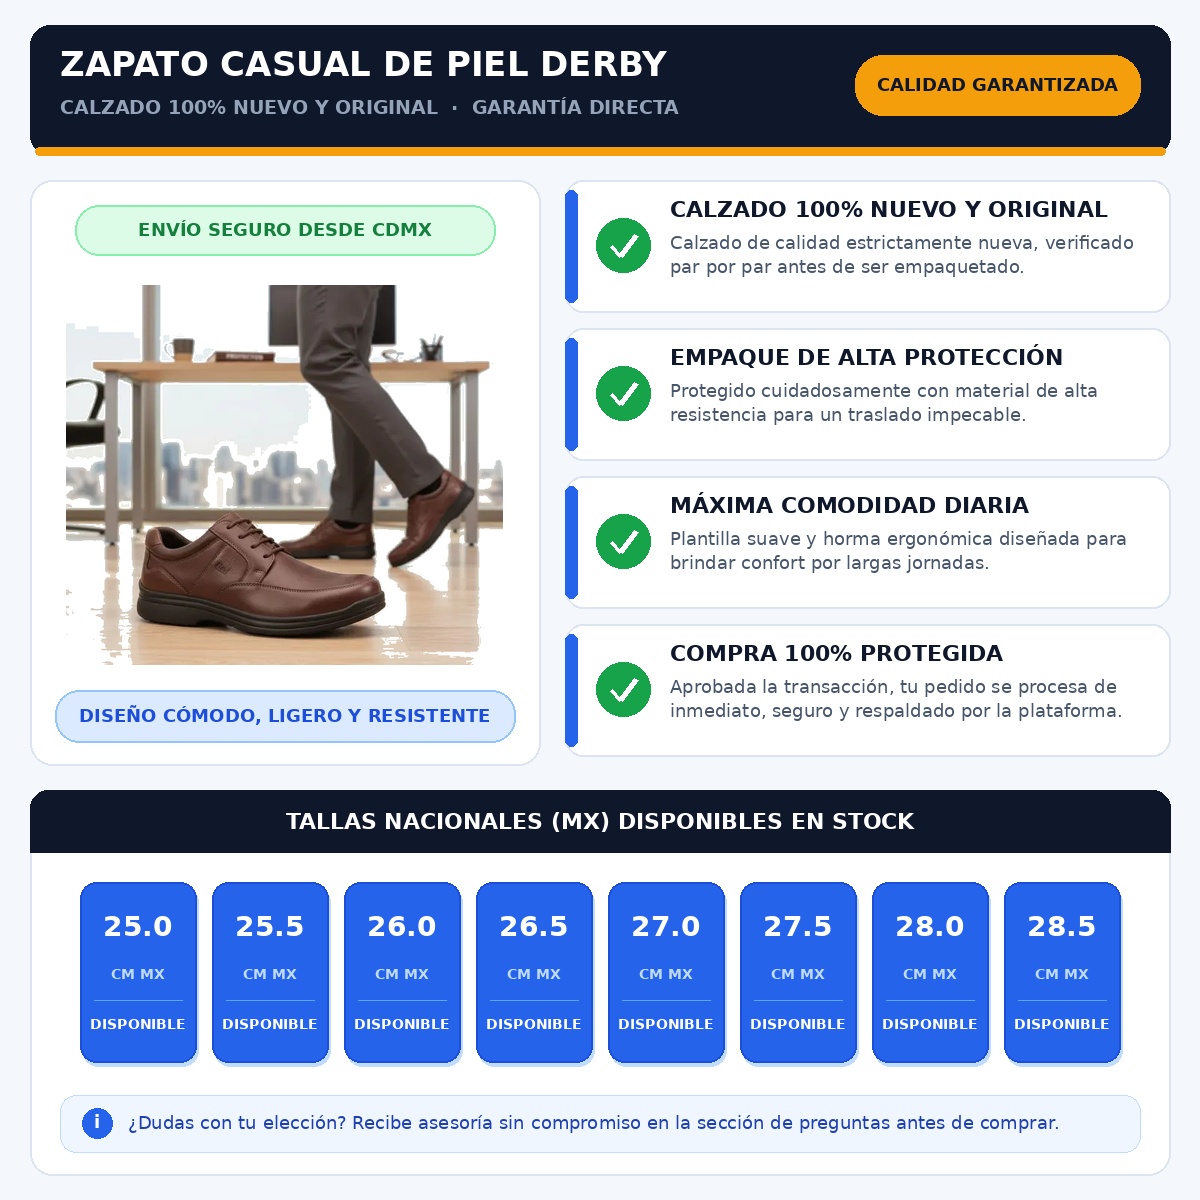 ZAPATO CASUAL DE PIEL DERBY
CALZADO 100% NUEVO Y ORIGINAL · GARANTÍA DIRECTA
CALIDAD GARANTIZADA
ENVÍO SEGURO DESDE CDMX
DISEÑO CÓMODO, LIGERO Y RESISTENTE
CALZADO 100% NUEVO Y ORIGINAL
Calzado de calidad estrictamente nueva, verificado
par por par antes de ser empaquetado.
EMPAQUE DE ALTA PROTECCIÓN
Protegido cuidadosamente con material de alta
resistencia para un traslado impecable.
MÁXIMA COMODIDAD DIARIA
Plantilla suave y horma ergonómica diseñada para
brindar confort por largas jornadas.
COMPRA 100% PROTEGIDA
Aprobada la transacción, tu pedido se procesa de
inmediato, seguro y respaldado por la plataforma.
TALLAS NACIONALES (MX) DISPONIBLES EN STOCK
25.0 25.5 26.0 26.5 27.0 27.5 28.0 28.5
CM MX CM MX CM MX CM MX CM MX CM MX CM MX CM MX
DISPONIBLE DISPONIBLE DISPONIBLE DISPONIBLE DISPONIBLE DISPONIBLE DISPONIBLE DISPONIBLE
i ¿Dudas con tu elección? Recibe asesoría sin compromiso en la sección de preguntas antes de comprar.